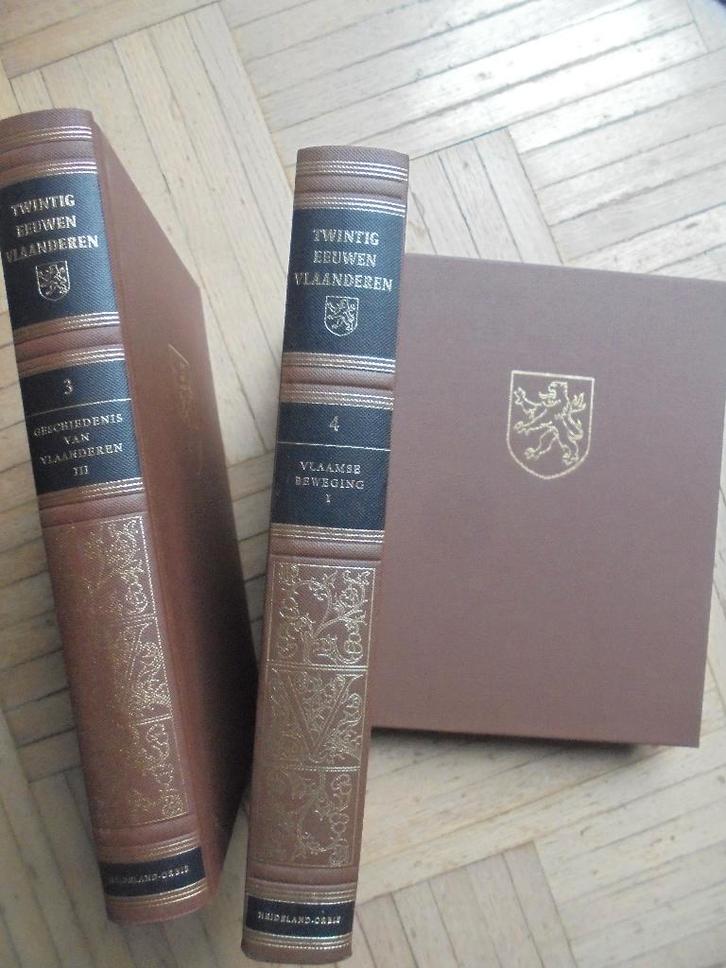 TWINTIG
EEUWEN
VLAANDEREN
3
GESCHIEDENIS
VAN
VLAANDEREN
III
HEIDELAND-ORBIS
TWINTIG
EEUWEN
VLAANDEREN
4
VLAAMSE
BEWEGING
I
V
HEIDELAND-ORBIS